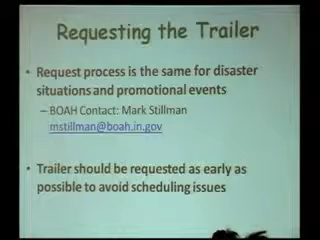 Requesting the Trailer
• Request process is the same for disaster
situations and promotional events
– BOAH Contact: Mark Stillman
mstillman@boah.in.gov
• Trailer should be requested as early as
possible to avoid scheduling issues